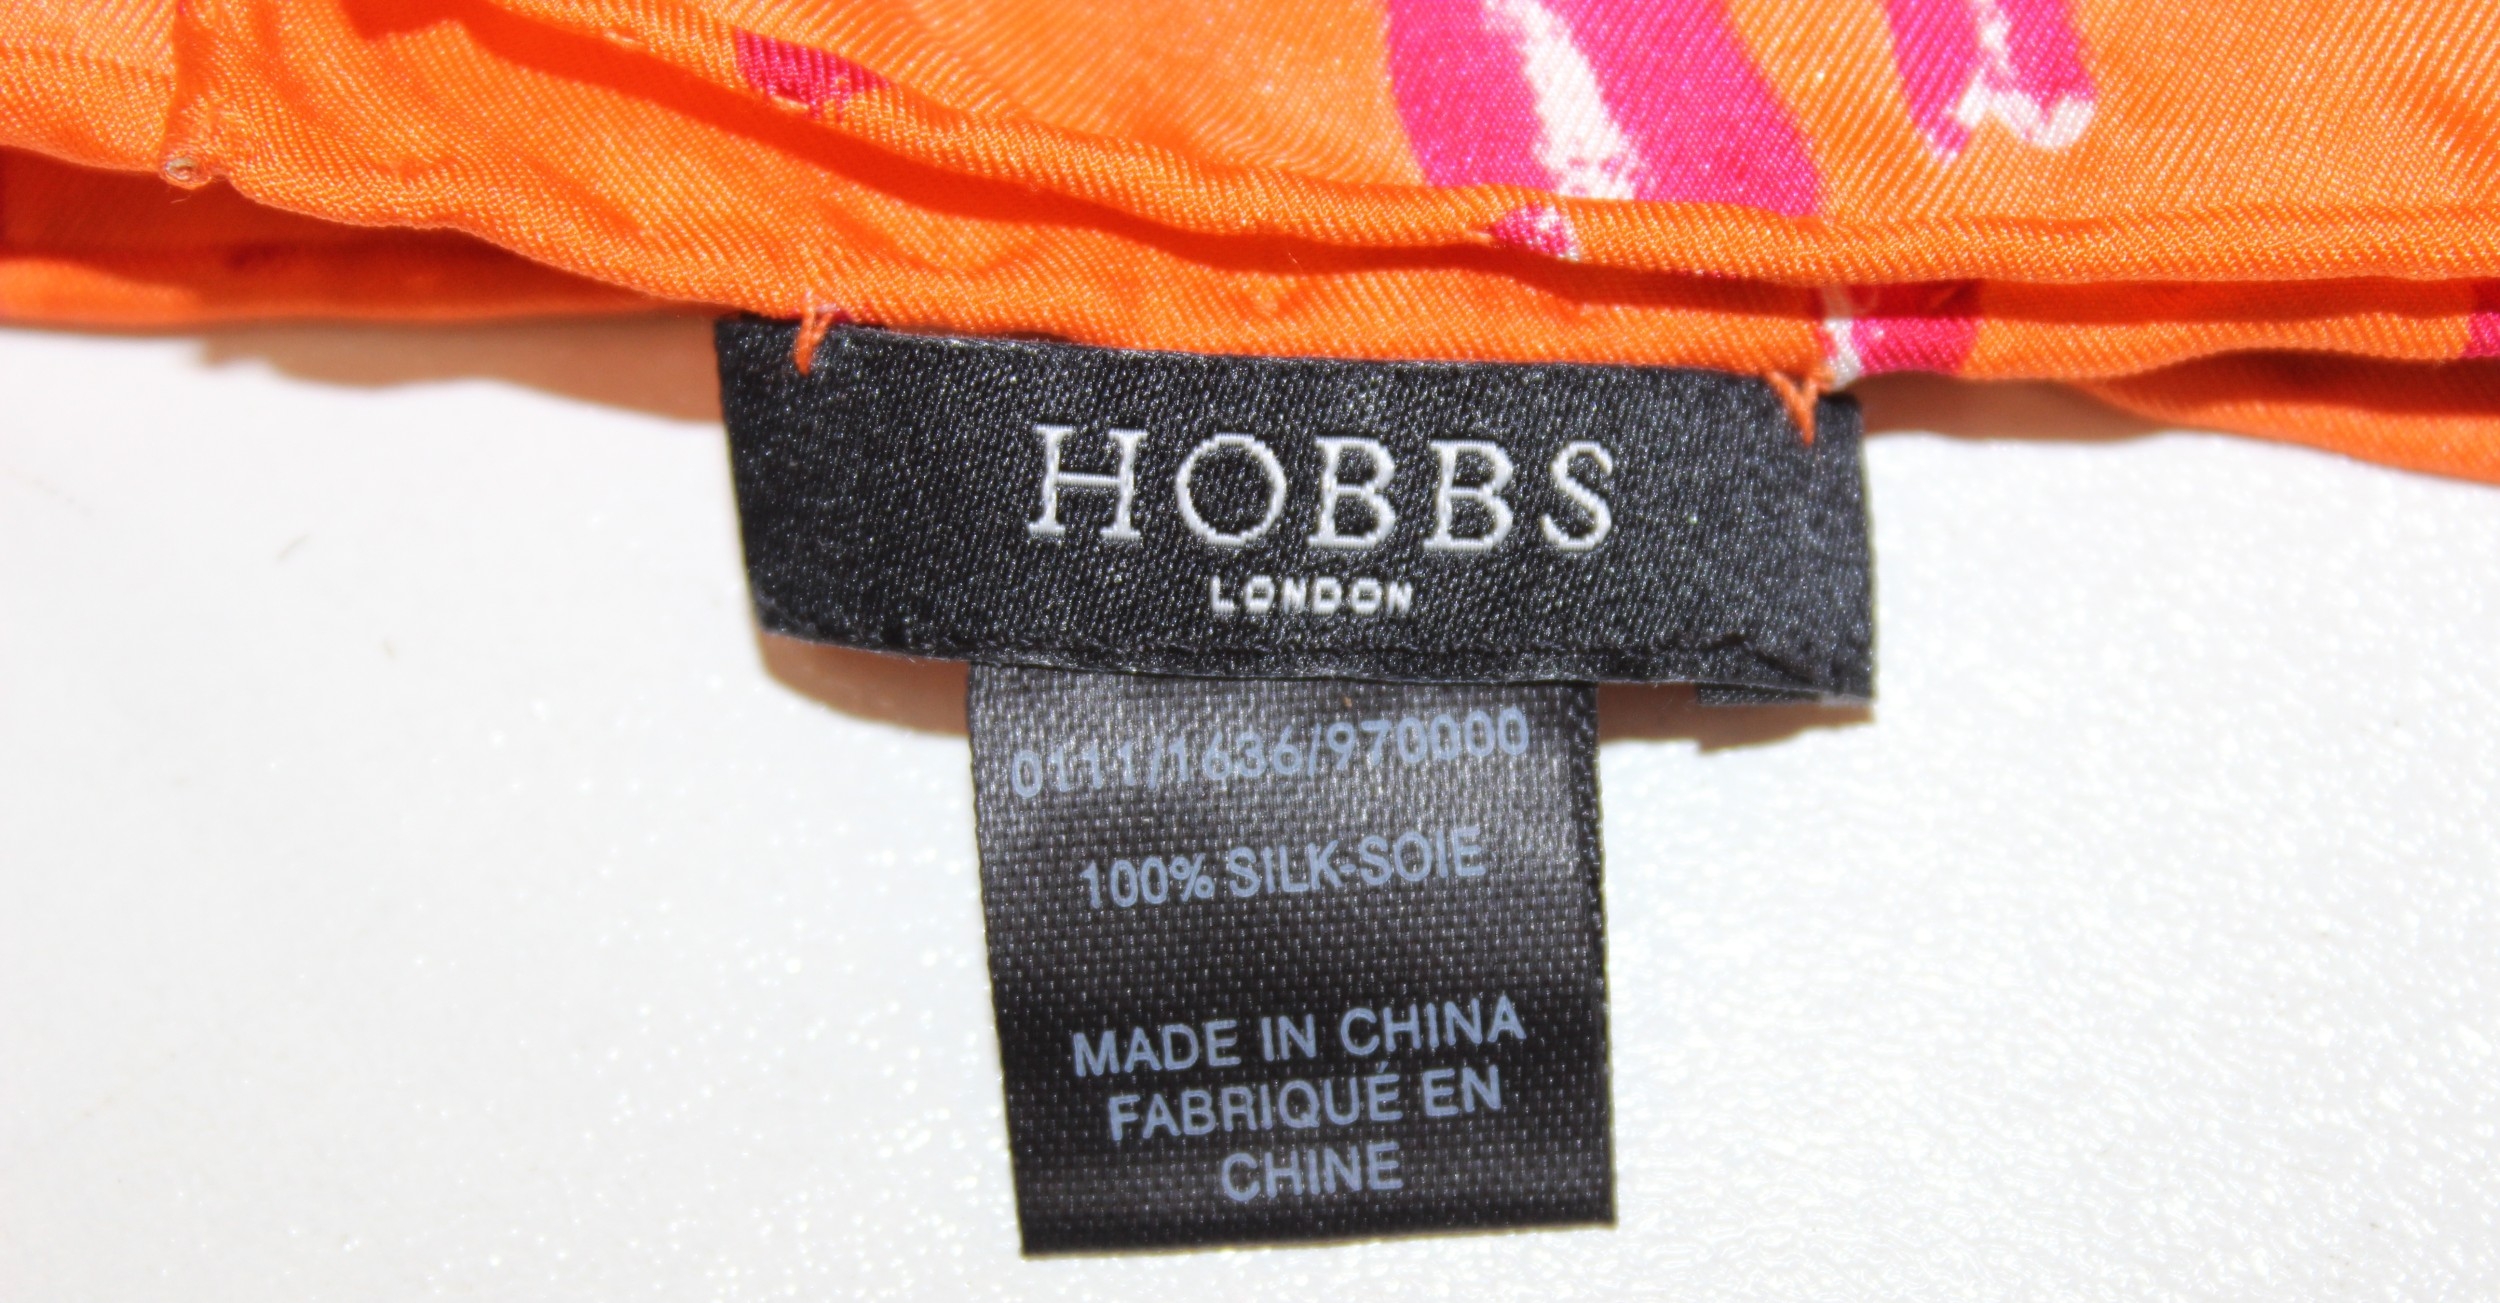 HOBBS
LONDON
0111/1636/970000
100% SILK-SOIE
MADE IN CHINA
FABRIQUÉ EN
CHINE